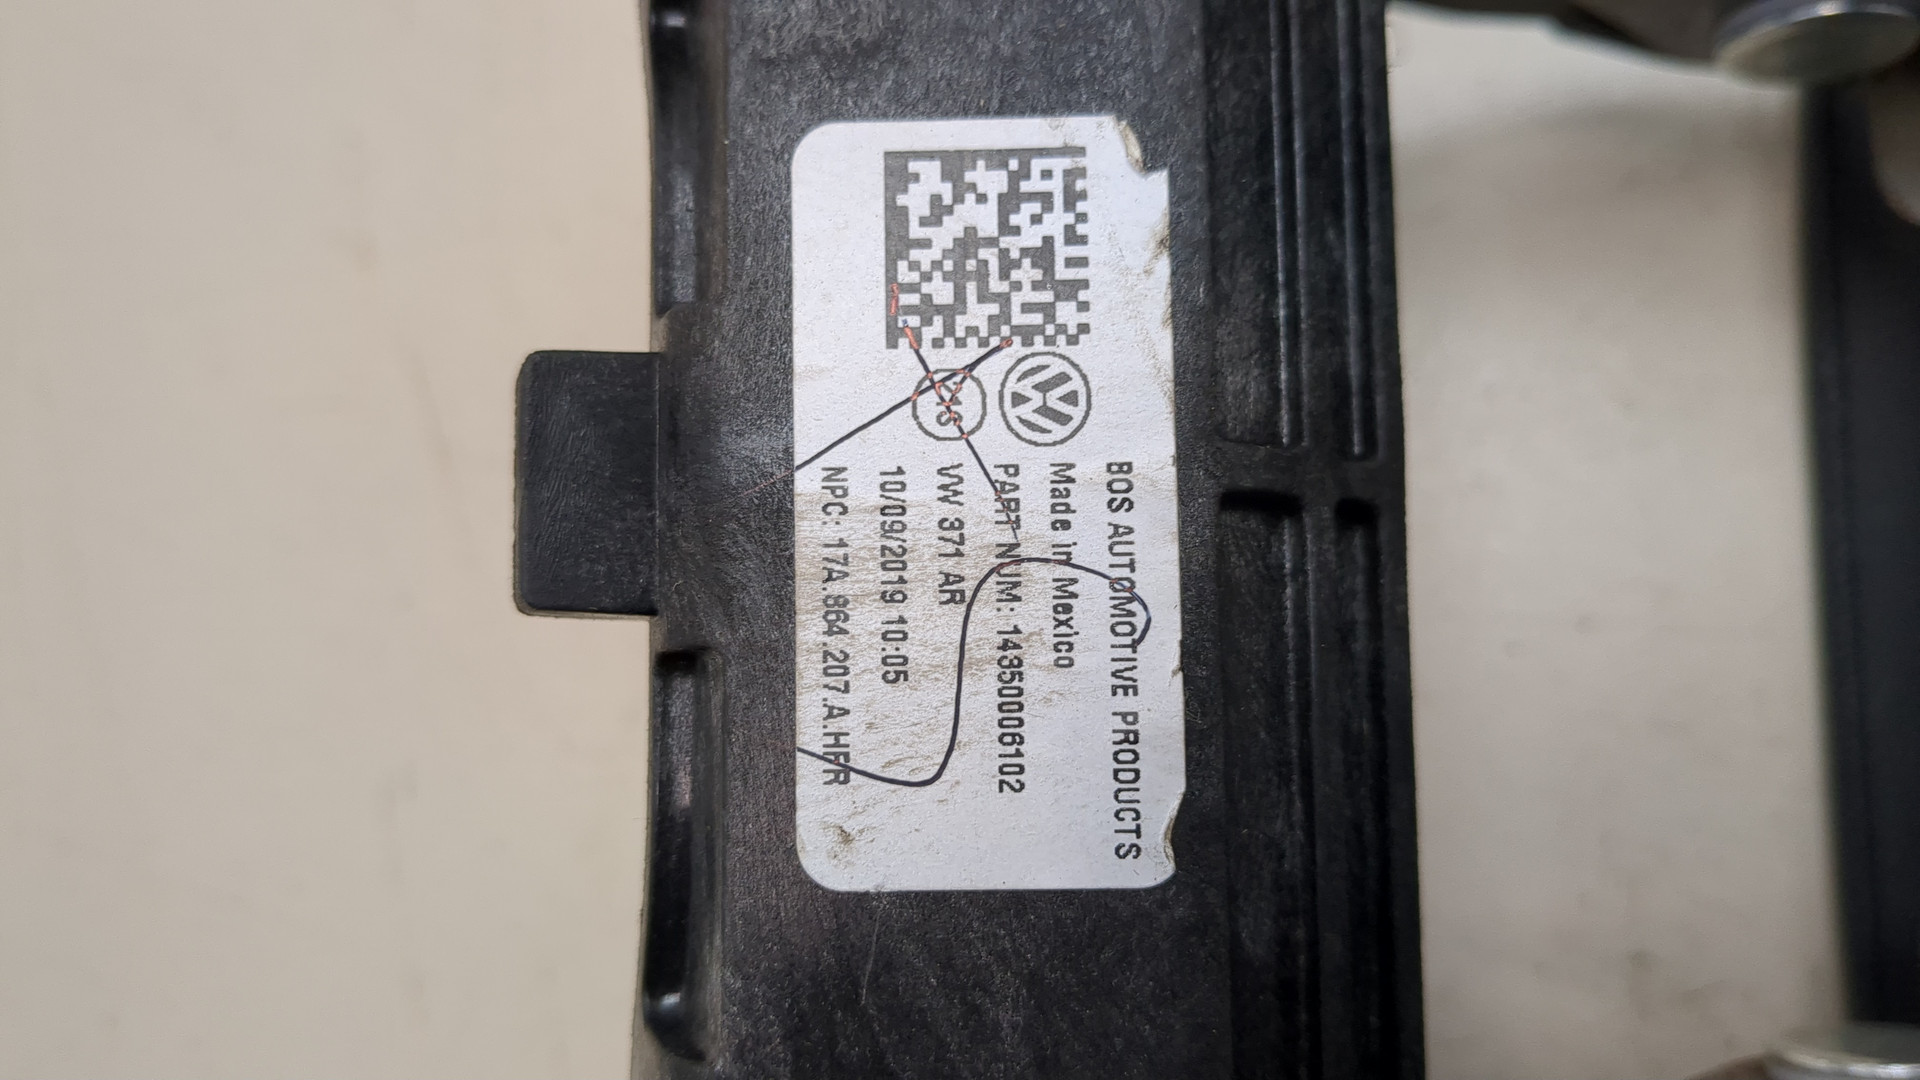 BOS AUTOMOTIVE PRODUCTS
Made in Mexico
PART NUM: 14350006102
VW 371 AR
10/09/2019 10:05
NPC: 17A.864.207.A.HFR